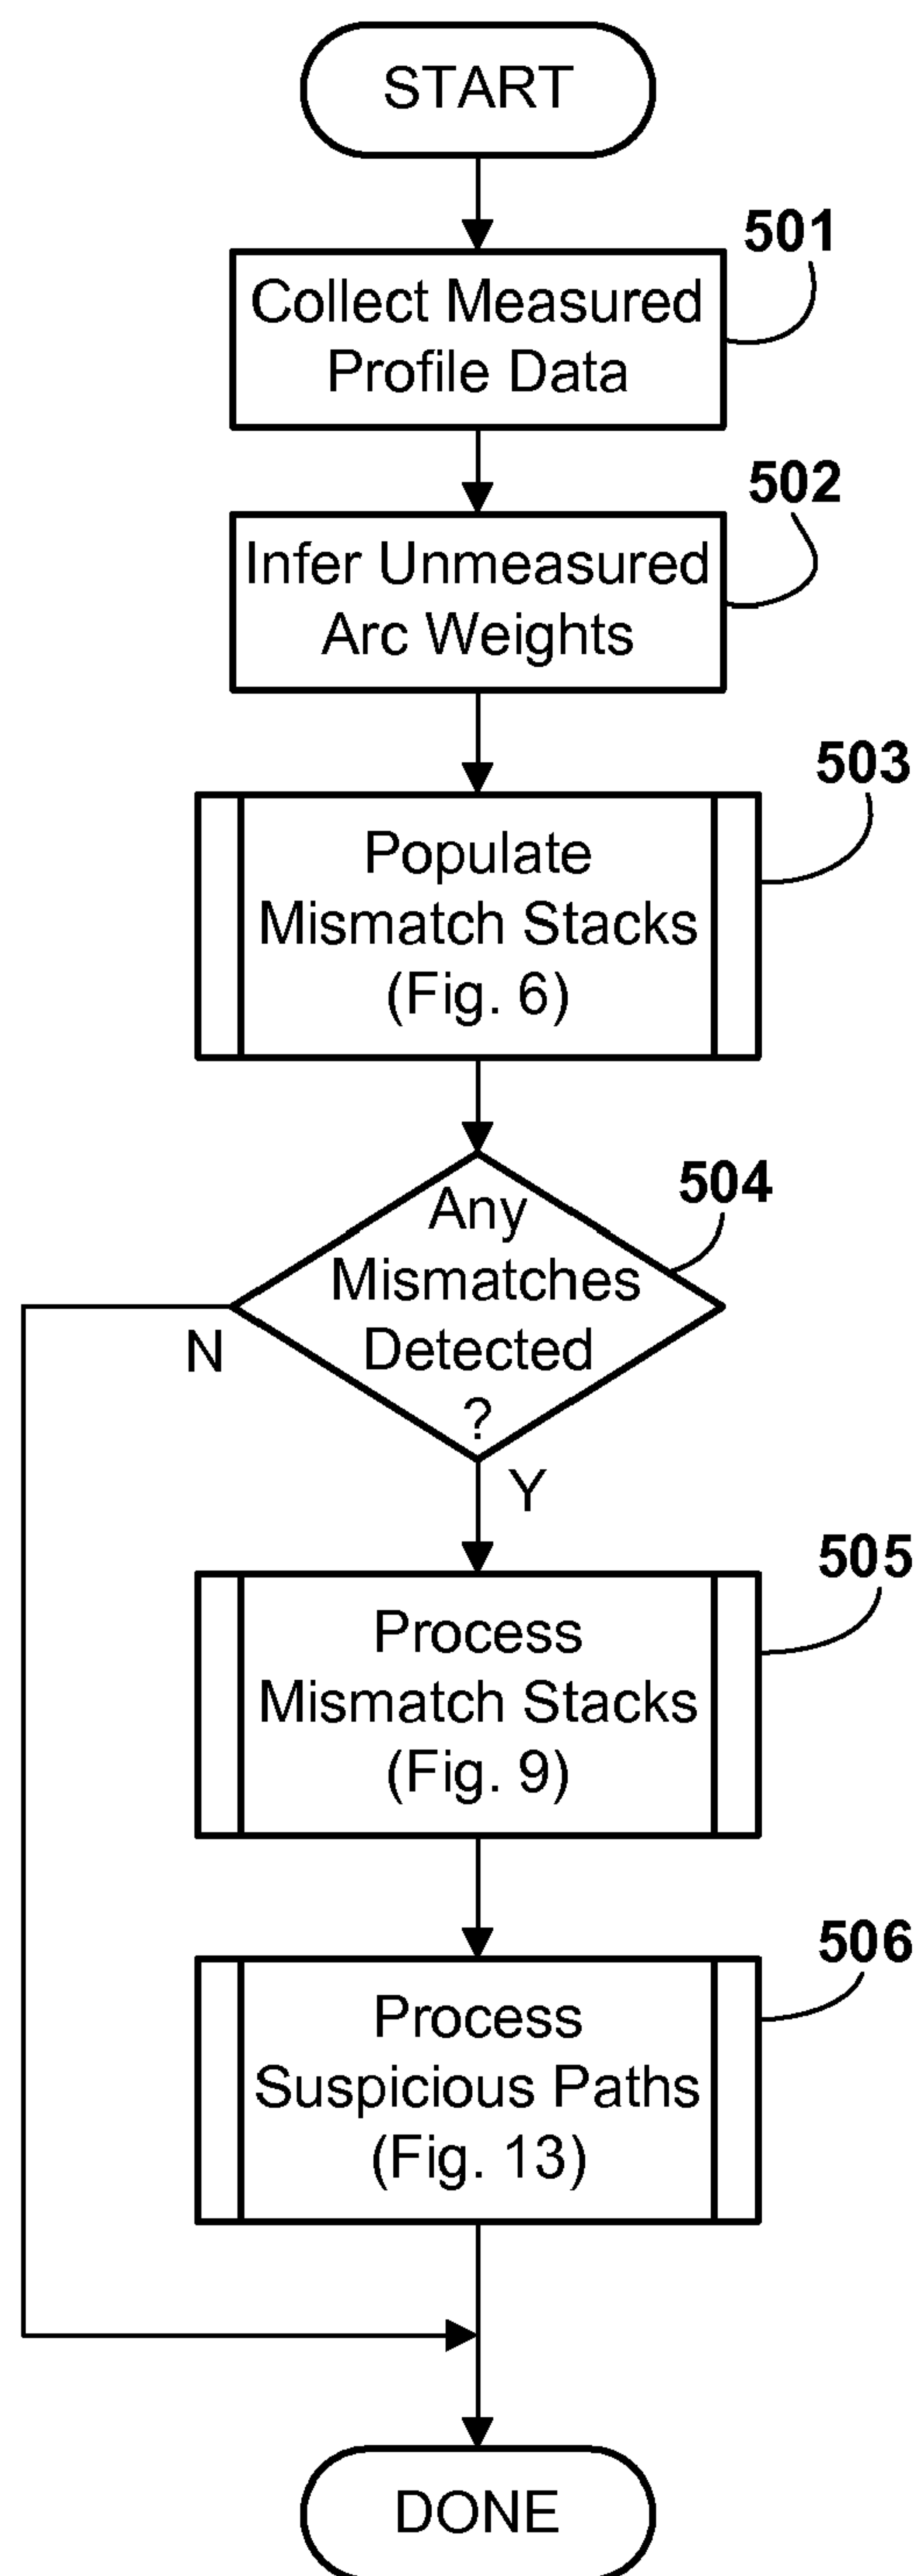 START
501
Collect Measured
Profile Data
502
Infer Unmeasured
Arc Weights
503
Populate
Mismatch Stacks
(Fig. 6)
504
Any
Mismatches
Detected
?
N
Y
505
Process
Mismatch Stacks
(Fig. 9)
506
Process
Suspicious Paths
(Fig. 13)
DONE